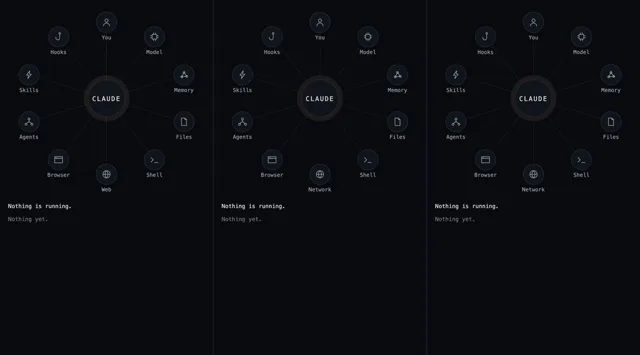 You
Hooks
Model
Skills
Memory
CLAUDE
Agents
Files
Browser
Shell
Web
Nothing is running.
Nothing yet.
You
Hooks
Model
Skills
Memory
CLAUDE
Agents
Files
Browser
Shell
Network
Nothing is running.
Nothing yet.
You
Hooks
Model
Skills
Memory
CLAUDE
Agents
Files
Browser
Shell
Network
Nothing is running.
Nothing yet.